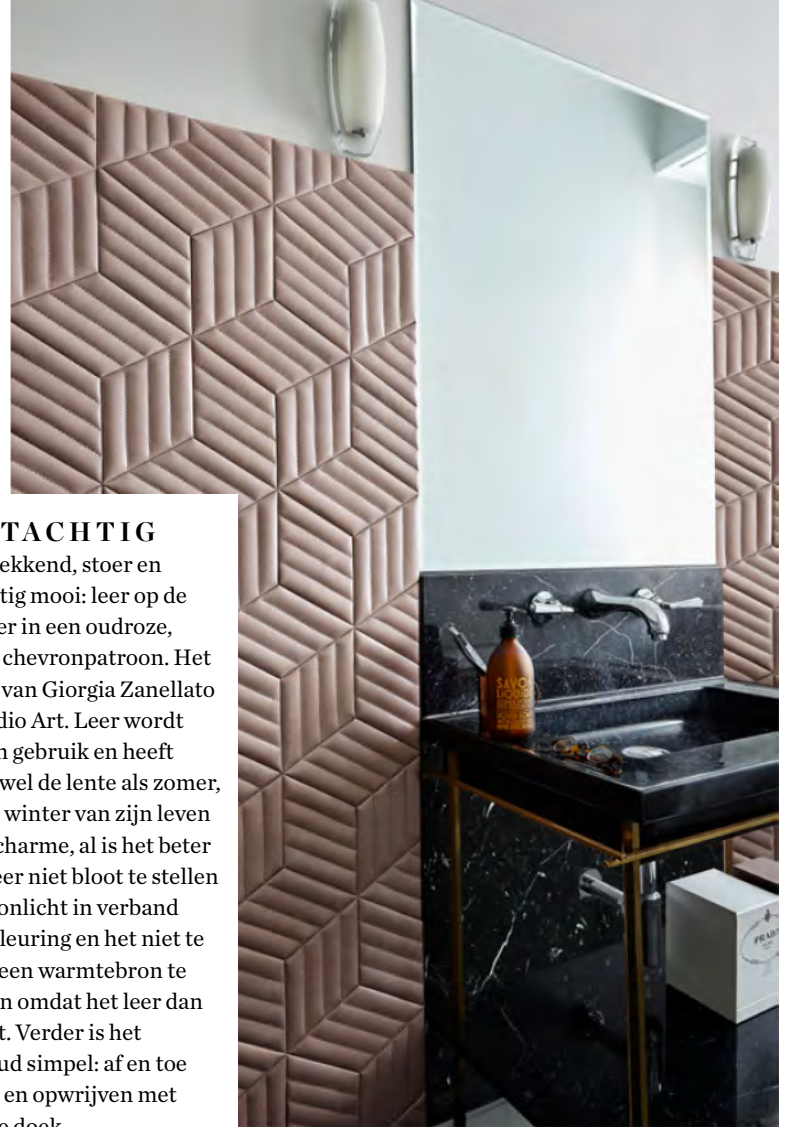 TACHTIG
ekkend, stoer en
tig mooi: leer op de
er in een oudroze,
chevronpatroon. Het
van Giorgia Zanellato
dio Art. Leer wordt
n gebruik en heeft
wel de lente als zomer,
winter van zijn leven
charme, al is het beter
eer niet bloot te stellen
onlicht in verband
leuring en het niet te
een warmtebron te
n omdat het leer dan
t. Verder is het
ud simpel: af en toe
en opwrijven met
e doek.
SAVON
LIQUIDE